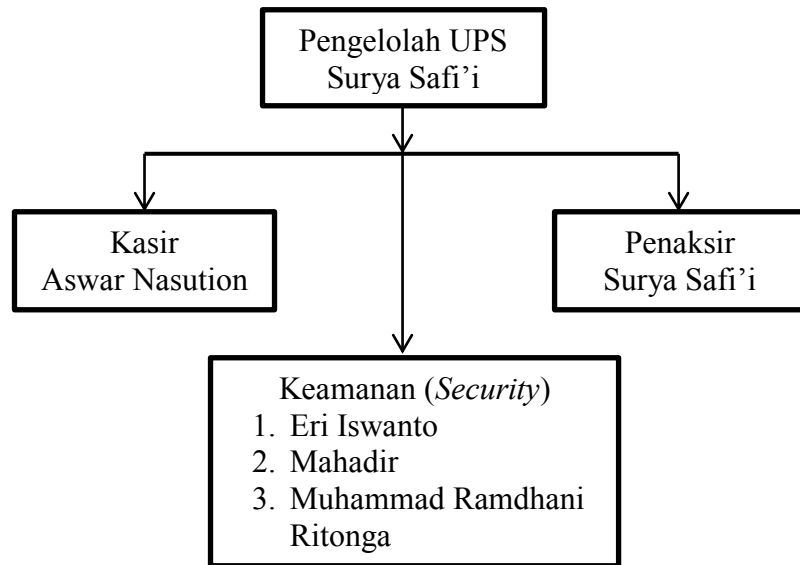 Pengelolah UPS
Surya Safi’i
Kasir
Aswar Nasution
Penaksir
Surya Safi’i
Keamanan (Security)
1. Eri Iswanto
2. Mahadir
3. Muhammad Ramdhani
Ritonga